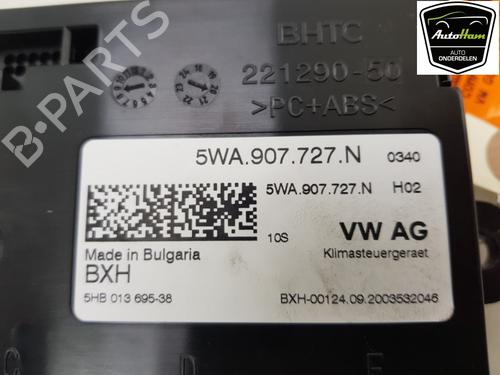 BHTC
221290-50
>PC+ABS<
AutoHam
AUTO
ONDERDELEN
B-PARTS
5WA.907.727.N 0340
5WA.907.727.N H02
10S VW AG
Made in Bulgaria Klimasteuergeraet
BXH
5HB 013 695-38 BXH-00124.09.2003532046
C D E